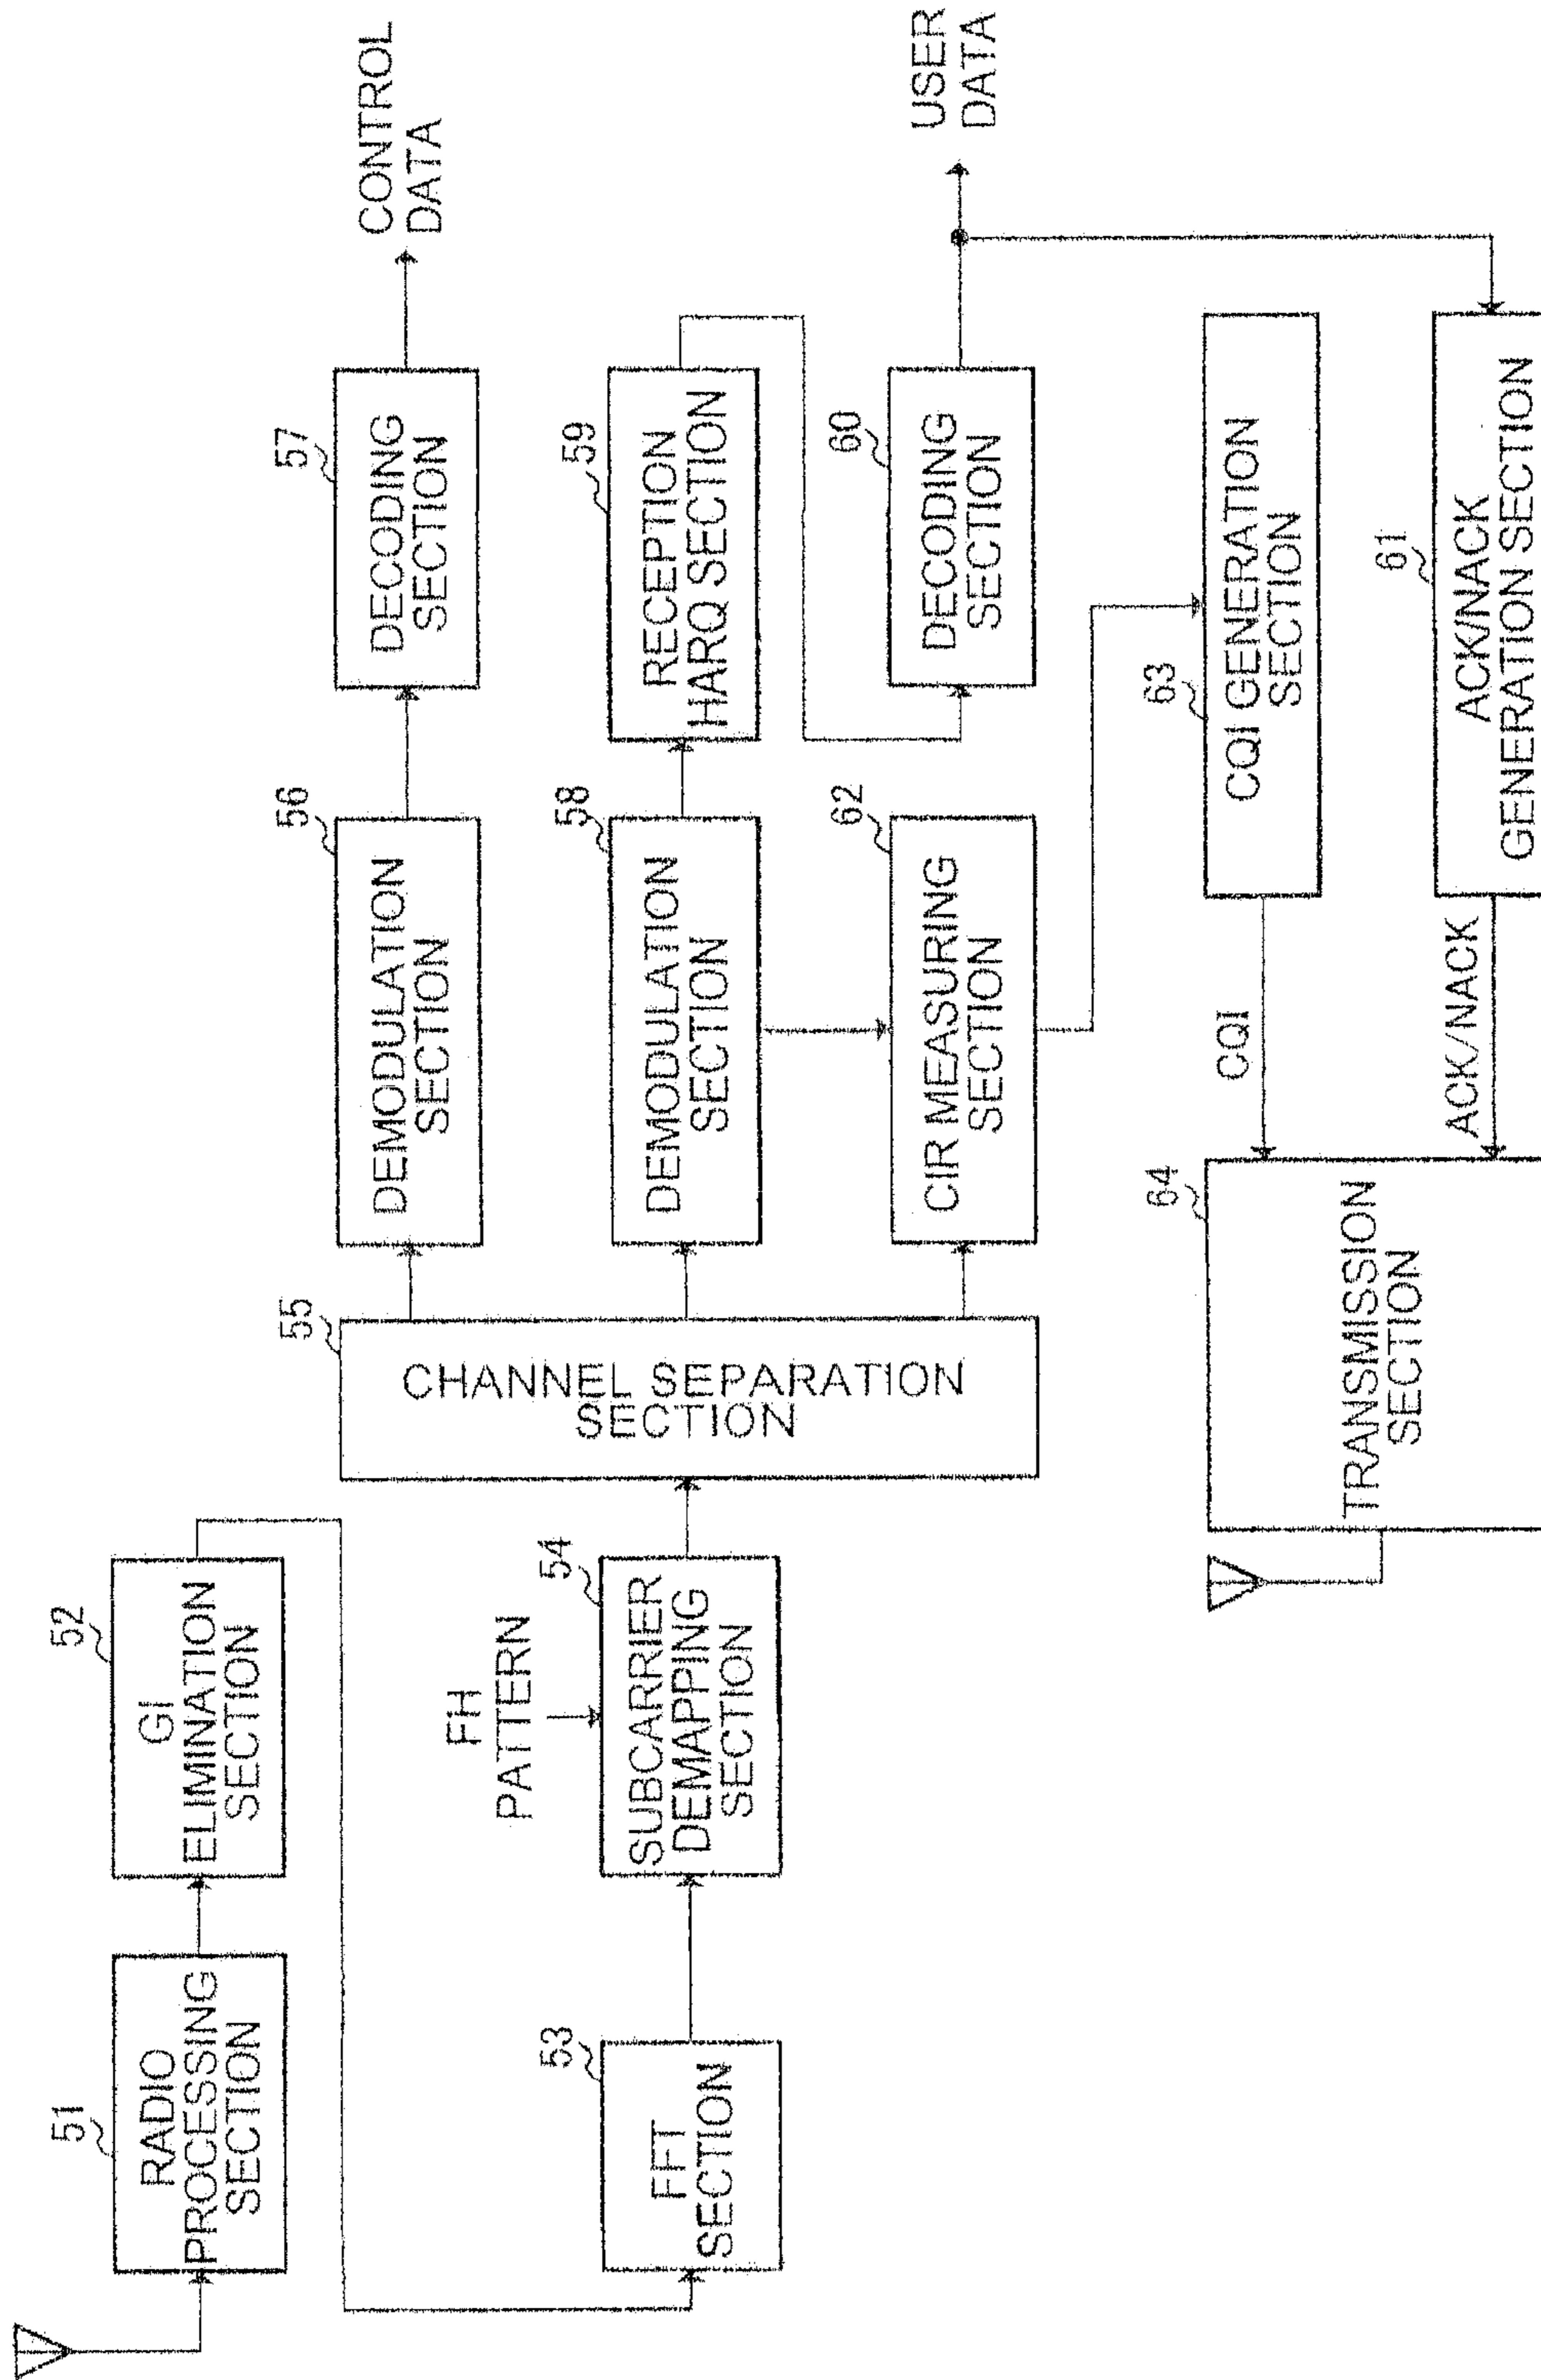 51
RADIO
PROCESSING
SECTION
52
GI
ELIMINATION
SECTION
53
FFT
SECTION
FH
PATTERN
54
SUBCARRIER
DEMAPPING
SECTION
55
CHANNEL SEPARATION
SECTION
56
DEMODULATION
SECTION
57
DECODING
SECTION
CONTROL
DATA
58
DEMODULATION
SECTION
59
RECEPTION
HARQ SECTION
62
CIR MEASURING
SECTION
60
DECODING
SECTION
USER
DATA
64
TRANSMISSION
SECTION
CQI
63
CQI GENERATION
SECTION
ACK/NACK
61
ACK/NACK
GENERATION SECTION